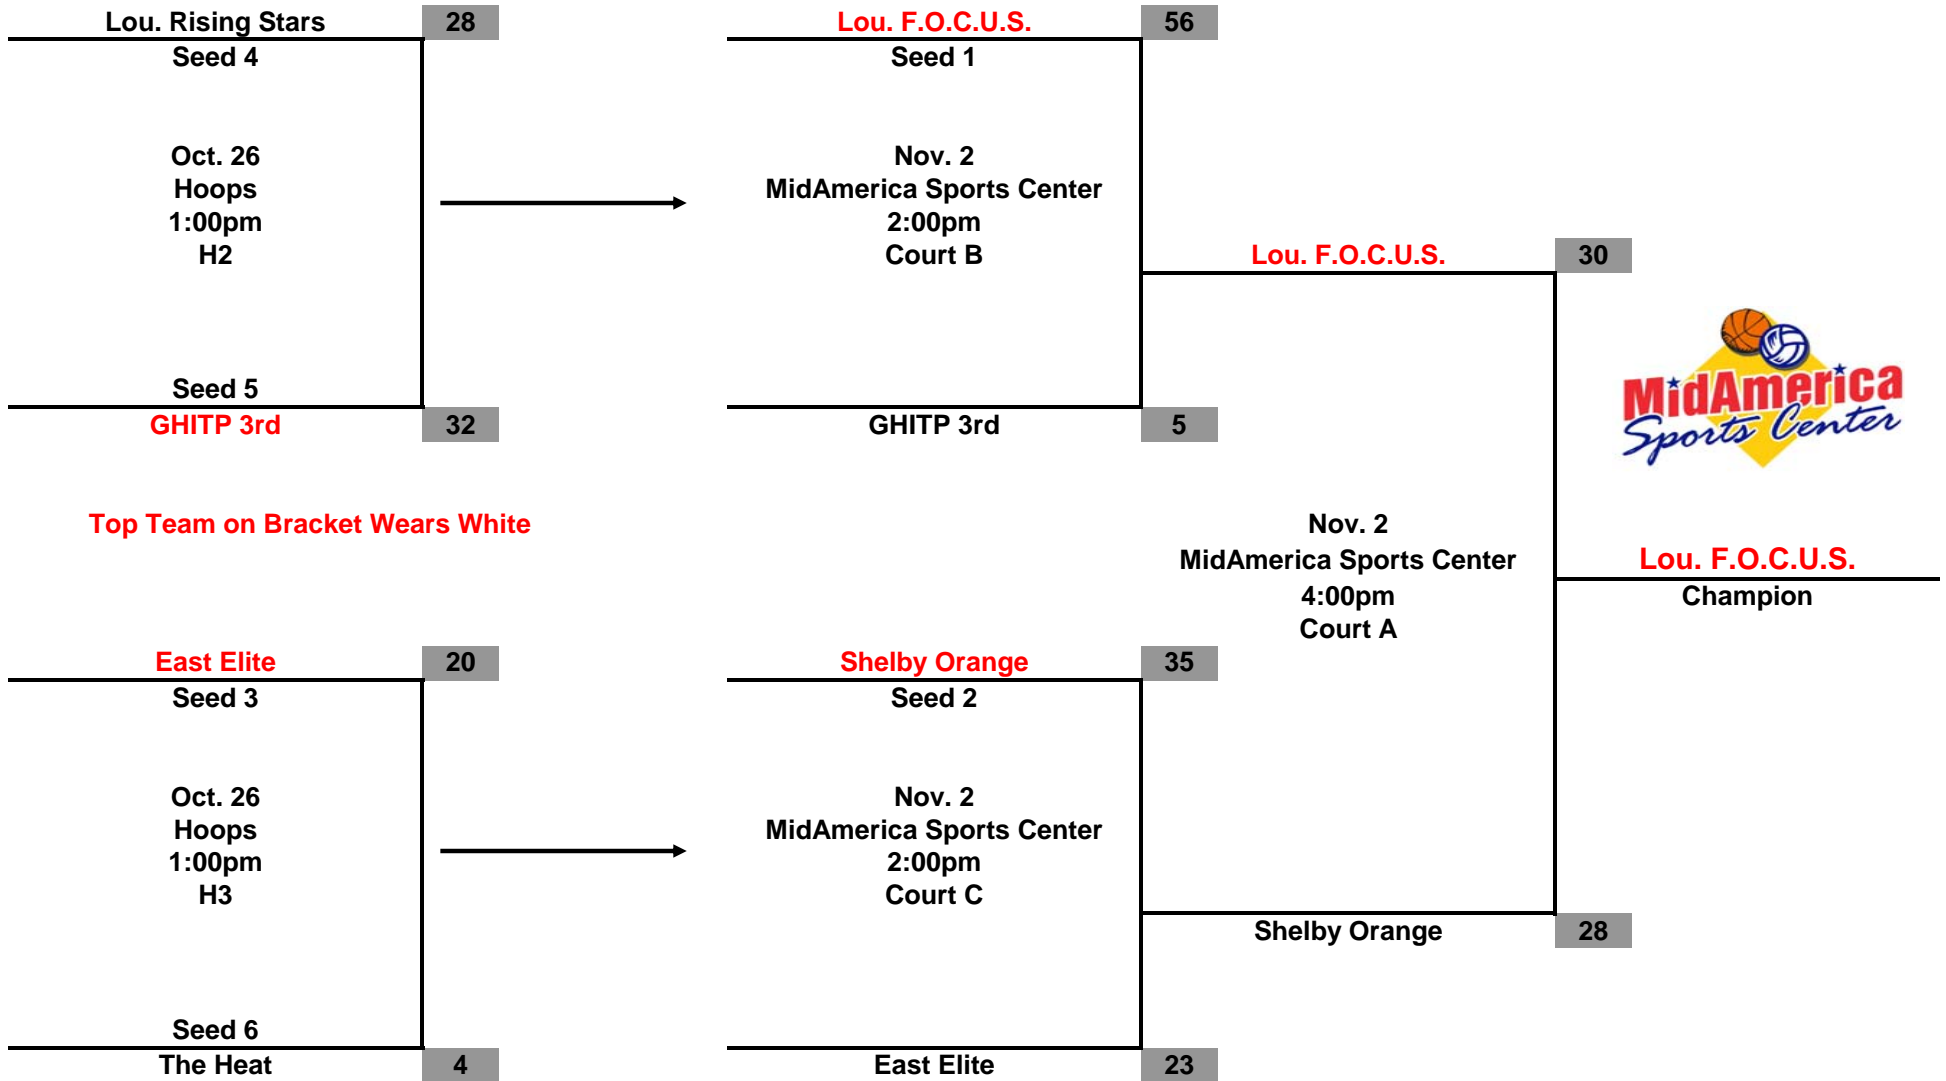 Lou. Rising Stars 28
Seed 4
Oct. 26
Hoops
1:00pm
H2
Seed 5
GHITP 3rd 32
Lou. F.O.C.U.S. 56
Seed 1
Nov. 2
MidAmerica Sports Center
2:00pm
Court B
GHITP 3rd 5
Lou. F.O.C.U.S. 30
MidAmerica
Sports Center
Top Team on Bracket Wears White
Nov. 2
MidAmerica Sports Center
4:00pm
Court A
Lou. F.O.C.U.S.
Champion
East Elite 20
Seed 3
Oct. 26
Hoops
1:00pm
H3
Seed 6
The Heat 4
Shelby Orange 35
Seed 2
Nov. 2
MidAmerica Sports Center
2:00pm
Court C
East Elite 23
Shelby Orange 28